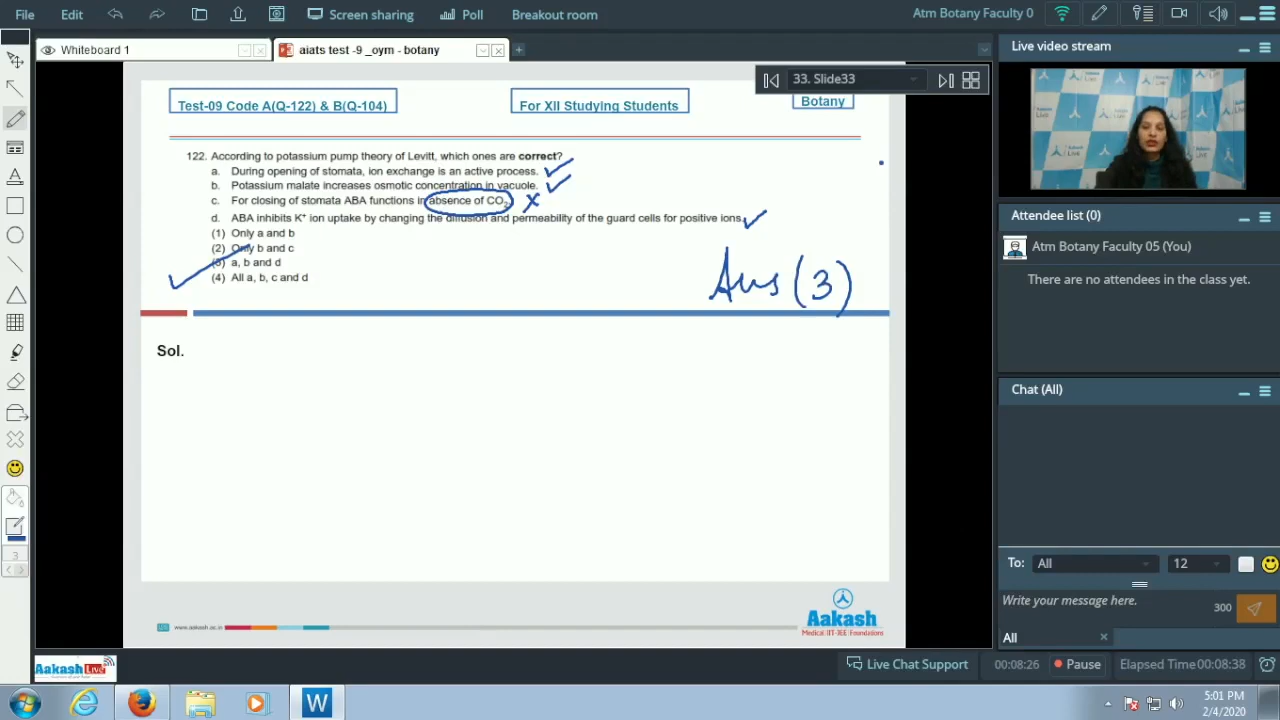 File Edit Screen sharing Poll Breakout room Atm Botany Faculty 0
Whiteboard 1 aiats test -9 _oym - botany
33. Slide33
Live video stream
Test-09 Code A(Q-122) & B(Q-104) For XII Studying Students Botany
122. According to potassium pump theory of Levitt, which ones are correct?
a. During opening of stomata, ion exchange is an active process.
b. Potassium malate increases osmotic concentration in vacuole.
c. For closing of stomata ABA functions in absence of CO2.
d. ABA inhibits K+ ion uptake by changing the diffusion and permeability of the guard cells for positive ions.
(1) Only a and b
(2) Only b and c
(3) a, b and d
(4) All a, b, c and d
Ans (3)
Sol.
www.aakash.ac.in
Aakash
Medical|IIT-JEE|Foundations
Attendee list (0)
Atm Botany Faculty 05 (You)
There are no attendees in the class yet.
Chat (All)
To: All 12
Write your message here. 300
All
3
Aakash Live
Live Chat Support 00:08:26 Pause Elapsed Time 00:08:38
5:01 PM
2/4/2020